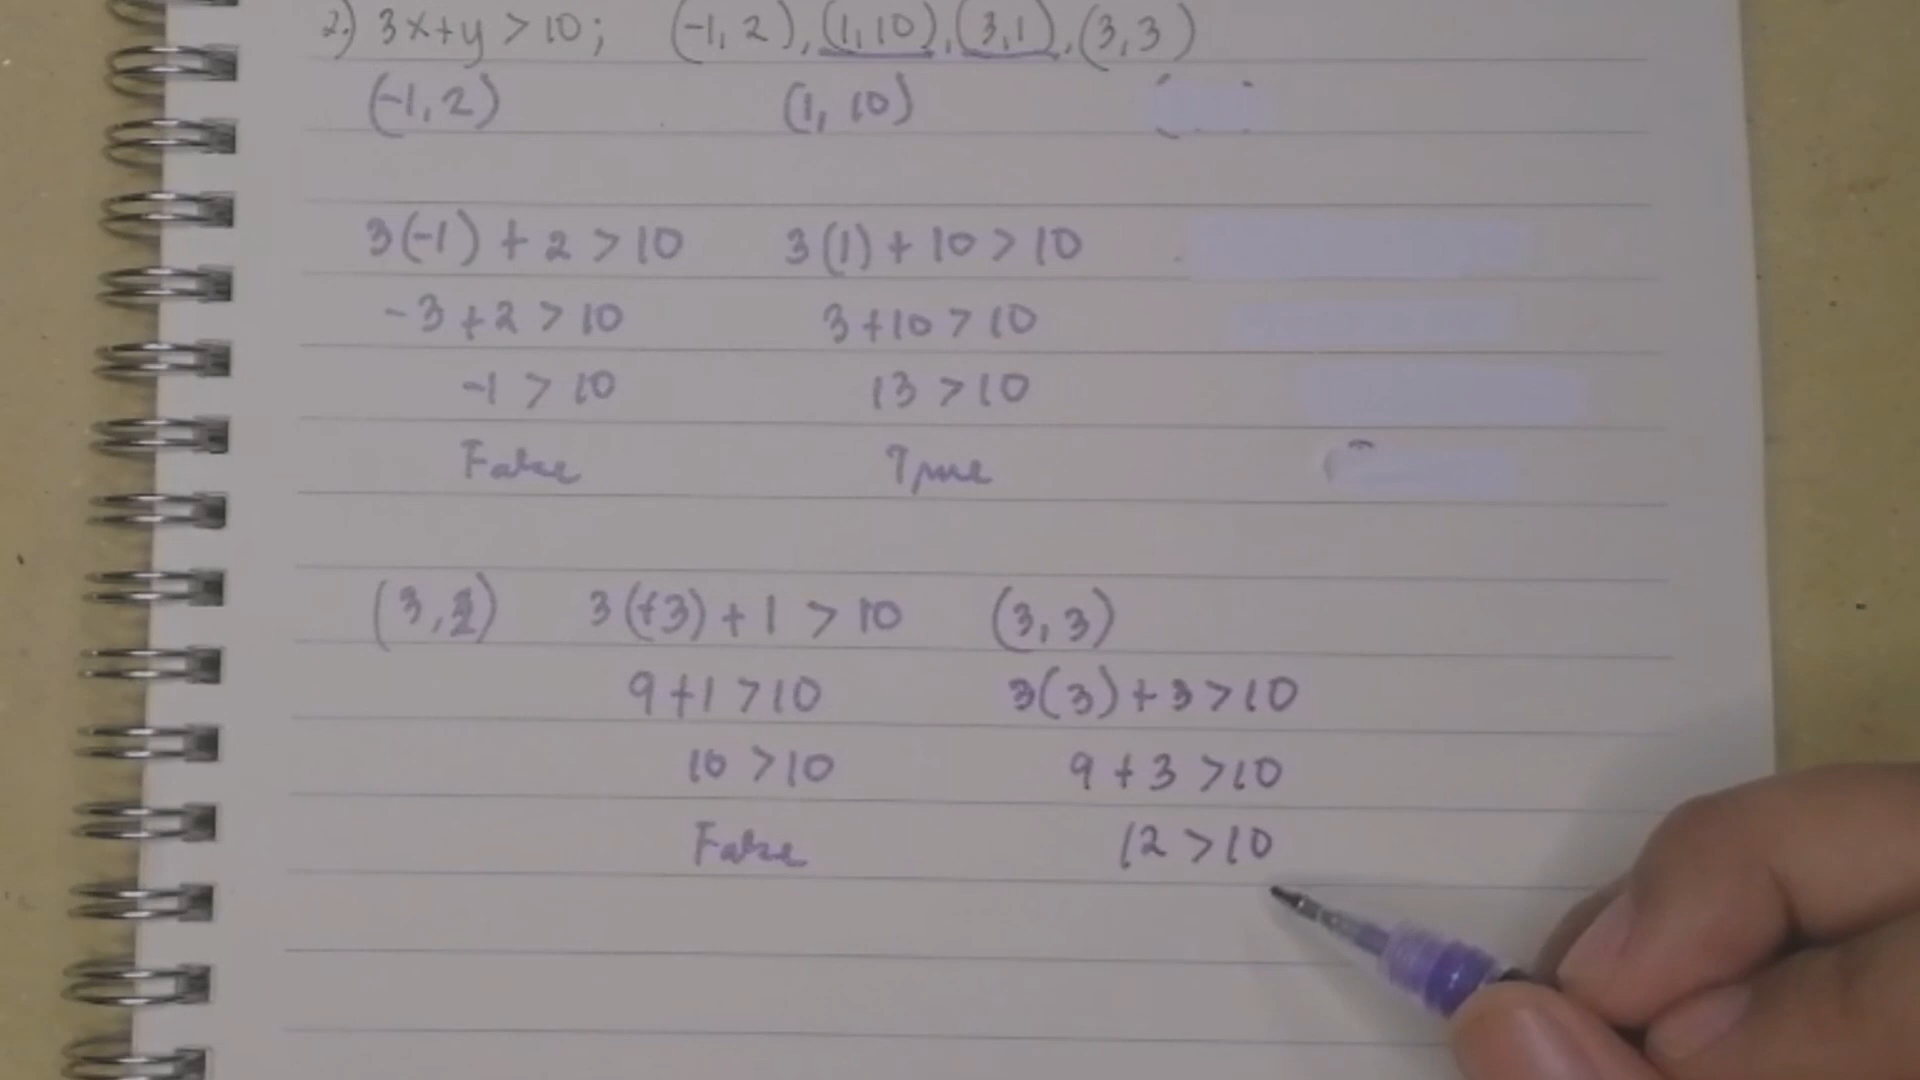 2.) 3x+y > 10; (-1, 2), (1, 10), (3, 1), (3, 3)
(-1, 2) (1, 10)
3(-1) + 2 > 10 3(1) + 10 > 10
-3 + 2 > 10 3 + 10 > 10
-1 > 10 13 > 10
False True
3(+3) + 1 > 10 (3, 3)
9 + 1 > 10 3(3) + 3 > 10
10 > 10 9 + 3 > 10
False 12 > 10